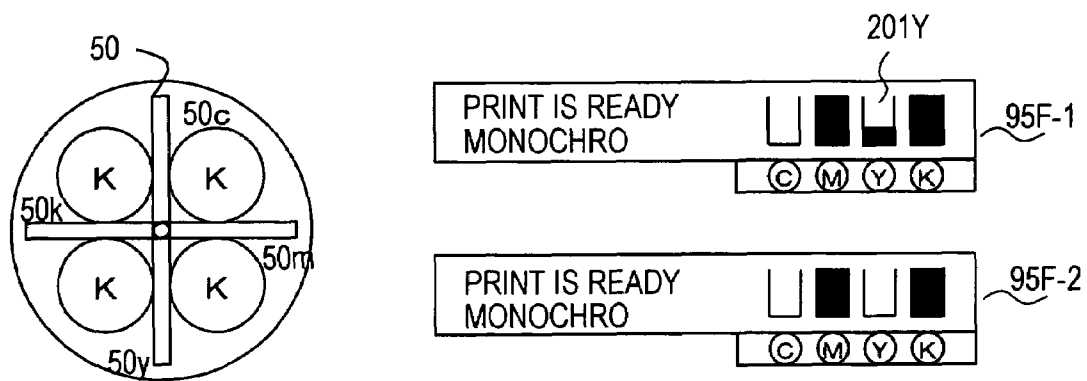 50
50c
K K
50k
50m
K K
50y
201Y
PRINT IS READY
MONOCHRO
95F-1
C M Y K
PRINT IS READY
MONOCHRO
95F-2
C M Y K